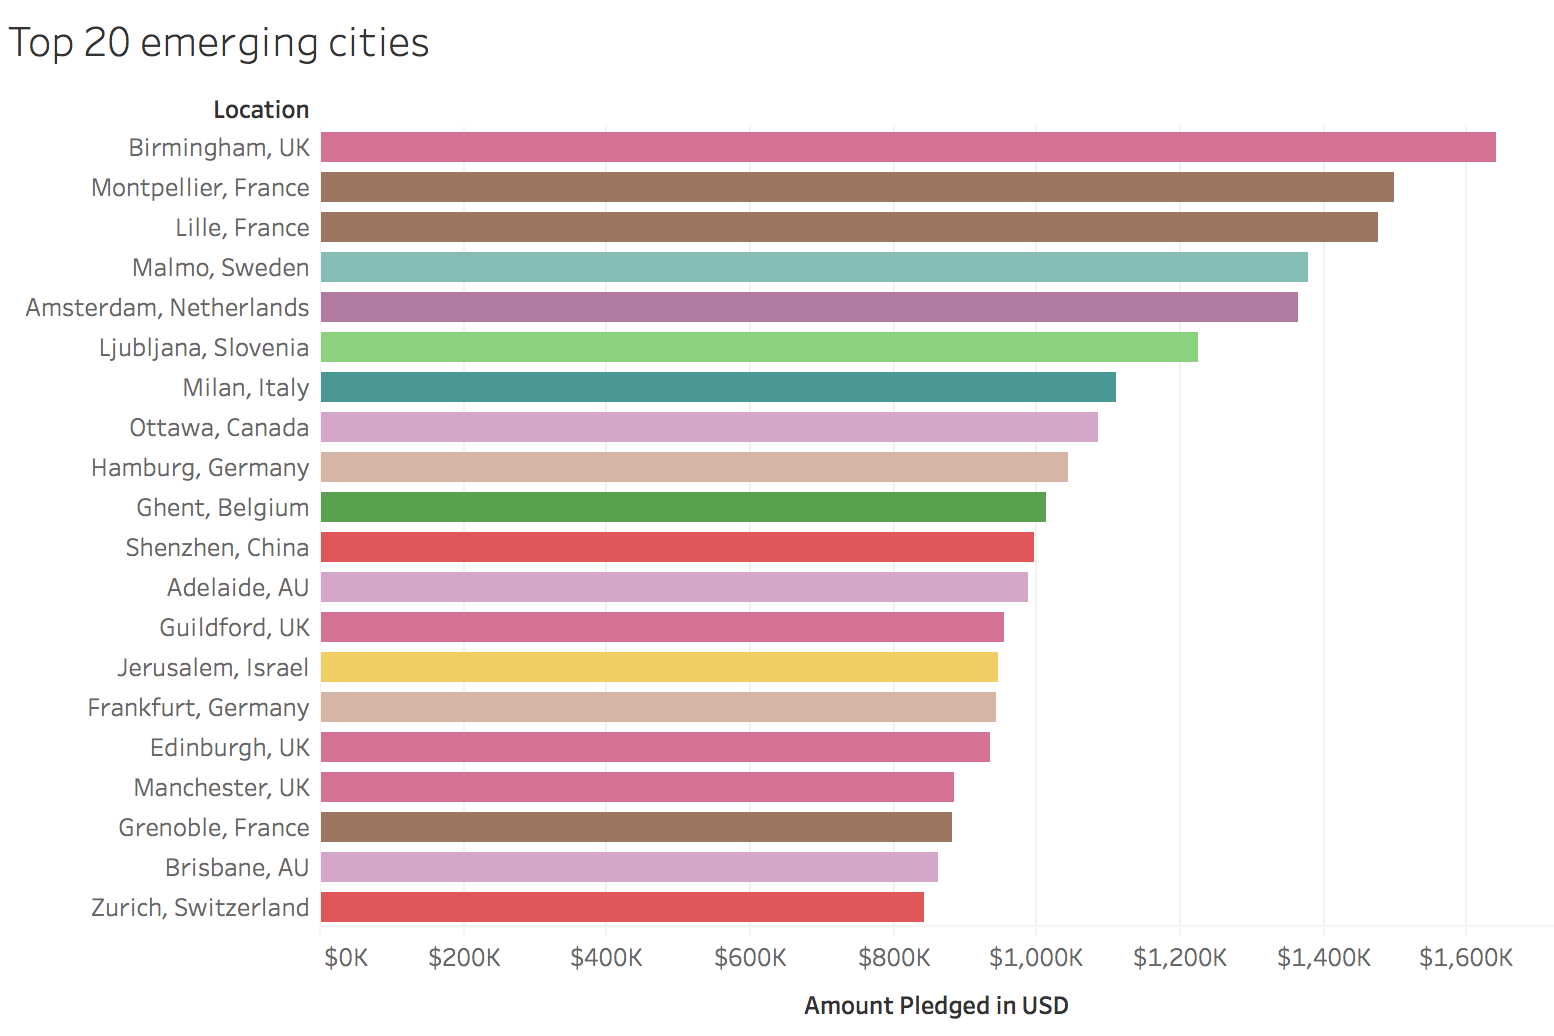 Top 20 emerging cities
Location
Birmingham, UK
Montpellier, France
Lille, France
Malmo, Sweden
Amsterdam, Netherlands
Ljubljana, Slovenia
Milan, Italy
Ottawa, Canada
Hamburg, Germany
Ghent, Belgium
Shenzhen, China
Adelaide, AU
Guildford, UK
Jerusalem, Israel
Frankfurt, Germany
Edinburgh, UK
Manchester, UK
Grenoble, France
Brisbane, AU
Zurich, Switzerland
$0K $200K $400K $600K $800K $1,000K $1,200K $1,400K $1,600K
Amount Pledged in USD